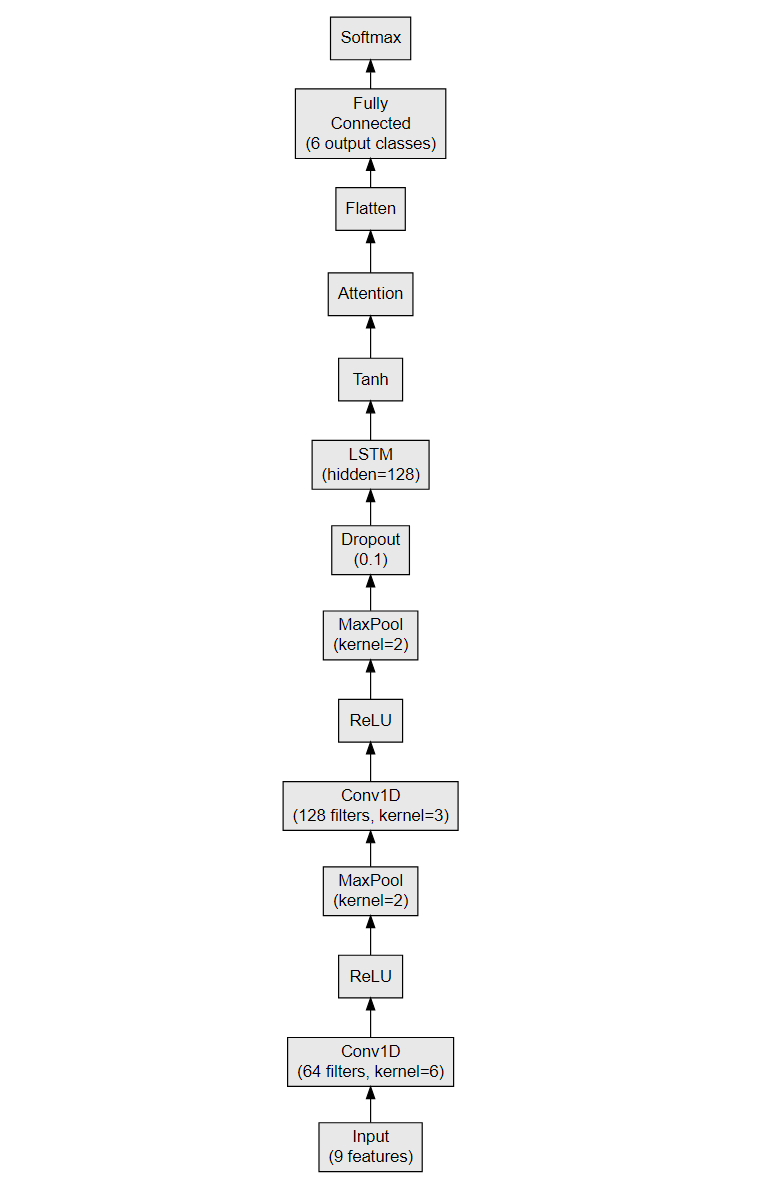 Softmax
Fully
Connected
(6 output classes)
Flatten
Attention
Tanh
LSTM
(hidden=128)
Dropout
(0.1)
MaxPool
(kernel=2)
ReLU
Conv1D
(128 filters, kernel=3)
MaxPool
(kernel=2)
ReLU
Conv1D
(64 filters, kernel=6)
Input
(9 features)